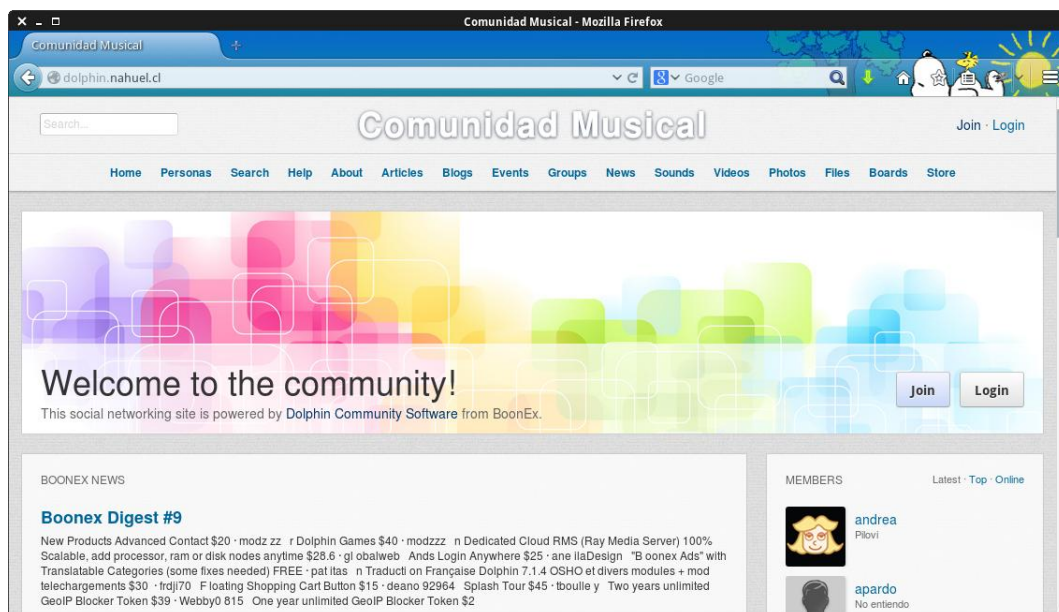 Comunidad Musical - Mozilla Firefox
Comunidad Musical
dolphin.nahuel.cl
Google
Search...
Comunidad Musical
Join · Login
Home Personas Search Help About Articles Blogs Events Groups News Sounds Videos Photos Files Boards Store
Welcome to the community!
This social networking site is powered by Dolphin Community Software from BoonEx.
Join Login
BOONEX NEWS
Boonex Digest #9
New Products Advanced Contact $20 · modz zz r Dolphin Games $40 · modzzz n Dedicated Cloud RMS (Ray Media Server) 100%
Scalable, add processor, ram or disk nodes anytime $28.6 · gl obalweb Ands Login Anywhere $25 · ane ilaDesign "B oonex Ads" with
Translatable Categories (some fixes needed) FREE · pat itas n Traducti on Française Dolphin 7.1.4 OSHO et divers modules + mod
telechargements $30 · frdji70 F loating Shopping Cart Button $15 · deano 92964 Splash Tour $45 · tboulle y Two years unlimited
GeoIP Blocker Token $39 · Webby0 815 One year unlimited GeoIP Blocker Token $2
MEMBERS
Latest · Top · Online
andrea
Pilovi
apardo
No entiendo